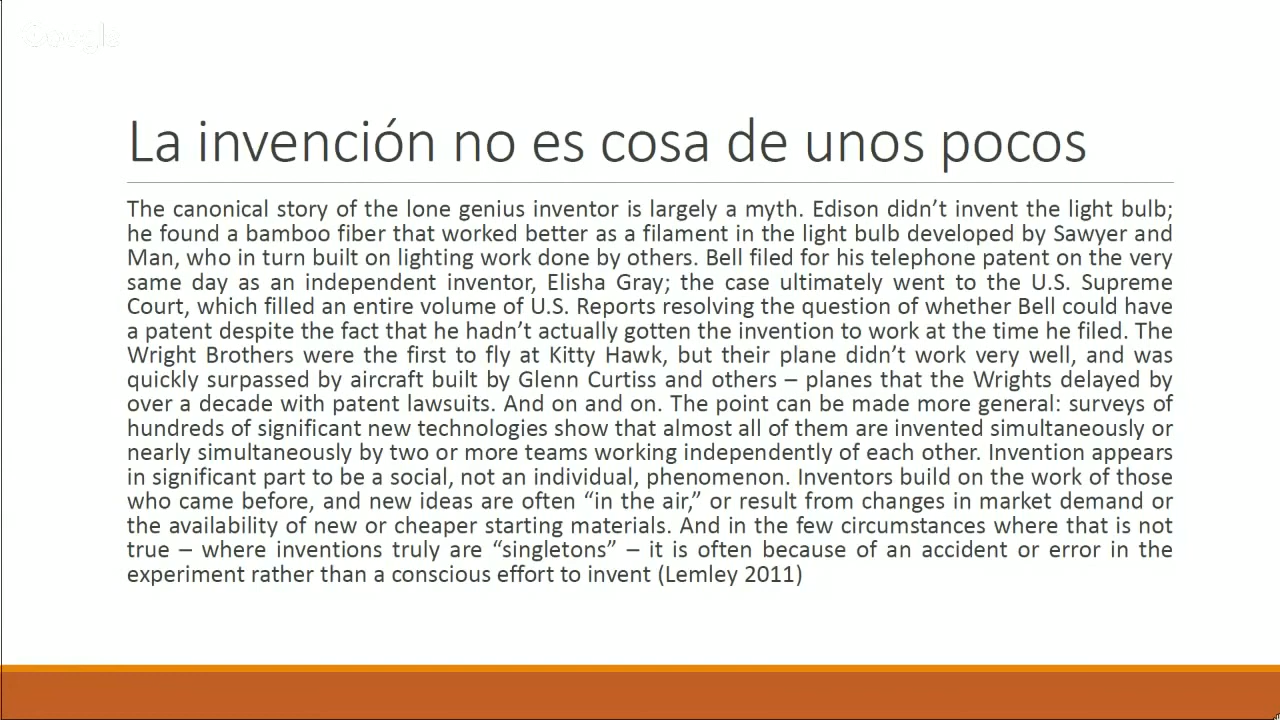 Google
La invención no es cosa de unos pocos
The canonical story of the lone genius inventor is largely a myth. Edison didn’t invent the light bulb;
he found a bamboo fiber that worked better as a filament in the light bulb developed by Sawyer and
Man, who in turn built on lighting work done by others. Bell filed for his telephone patent on the very
same day as an independent inventor, Elisha Gray; the case ultimately went to the U.S. Supreme
Court, which filled an entire volume of U.S. Reports resolving the question of whether Bell could have
a patent despite the fact that he hadn’t actually gotten the invention to work at the time he filed. The
Wright Brothers were the first to fly at Kitty Hawk, but their plane didn’t work very well, and was
quickly surpassed by aircraft built by Glenn Curtiss and others – planes that the Wrights delayed by
over a decade with patent lawsuits. And on and on. The point can be made more general: surveys of
hundreds of significant new technologies show that almost all of them are invented simultaneously or
nearly simultaneously by two or more teams working independently of each other. Invention appears
in significant part to be a social, not an individual, phenomenon. Inventors build on the work of those
who came before, and new ideas are often “in the air,” or result from changes in market demand or
the availability of new or cheaper starting materials. And in the few circumstances where that is not
true – where inventions truly are “singletons” – it is often because of an accident or error in the
experiment rather than a conscious effort to invent (Lemley 2011)